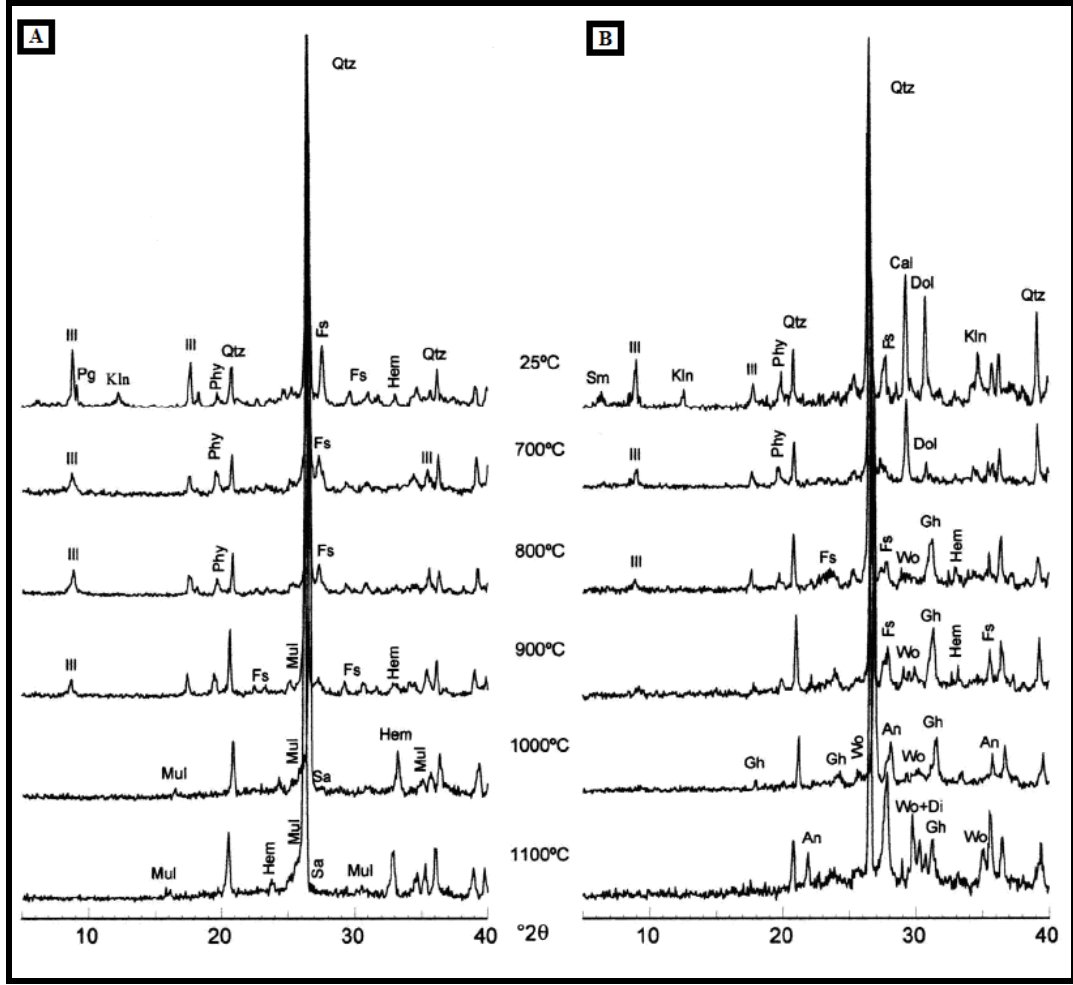 A
B
Qtz
Qtz
Ill
Pg
Kln
Ill
Phy
Qtz
Fs
Fs
Hem
Qtz
25ºC
Sm
Ill
Kln
Ill
Phy
Qtz
Fs
Cal
Dol
Kln
Qtz
Ill
Phy
Fs
Ill
700ºC
Ill
Phy
Dol
Ill
Phy
Fs
800ºC
Ill
Fs
Fs
Wo
Gh
Hem
Ill
Fs
Mul
Fs
Hem
900ºC
Fs
Wo
Gh
Hem
Fs
Mul
Mul
Sa
Hem
Mul
1000ºC
Gh
Gh
Wo
An
Wo
Gh
An
Mul
Hem
Mul
Sa
Mul
1100ºC
An
Wo+Di
Gh
Wo
10 20 30 40 °2θ 10 20 30 40